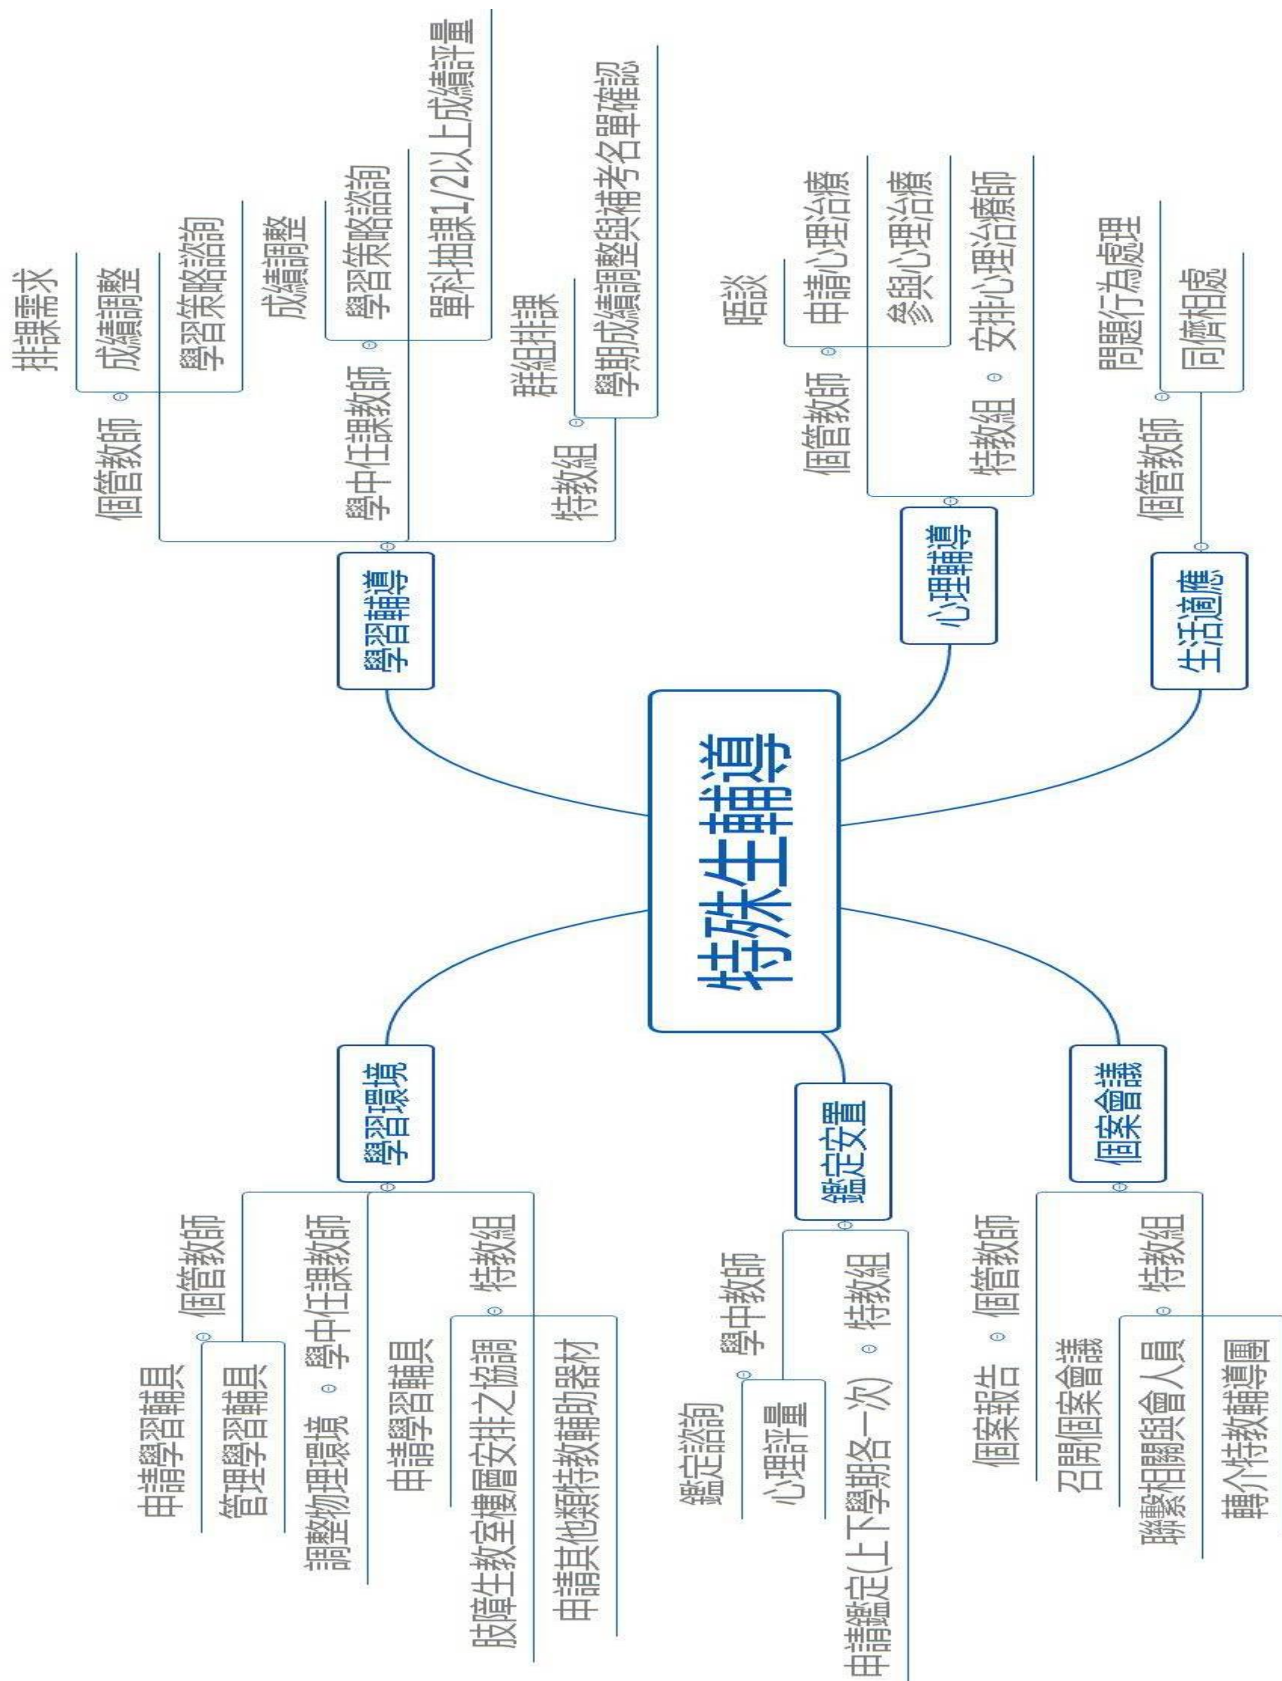 特殊生輔導
學習輔導
個管教師
排課需求
成績調整
學習策略諮詢
學中任課教師
成績調整
學習策略諮詢
單科抽課1/2以上成績評量
特教組
群組排課
學期成績調整與補考名單確認
心理輔導
個管教師
晤談
申請心理治療
參與心理治療
特教組
安排心理治療師
生活適應
個管教師
問題行為處理
同儕相處
學習環境
個管教師
申請學習輔具
管理學習輔具
學中任課教師
調整物理環境
特教組
申請學習輔具
肢障生教室樓層安排之協調
申請其他類特教輔助器材
鑑定安置
學中教師
鑑定諮詢
心理評量
特教組
申請鑑定(上下學期各一次)
個案會議
個管教師
個案報告
特教組
召開個案會議
聯繫相關與會人員
轉介特教輔導團